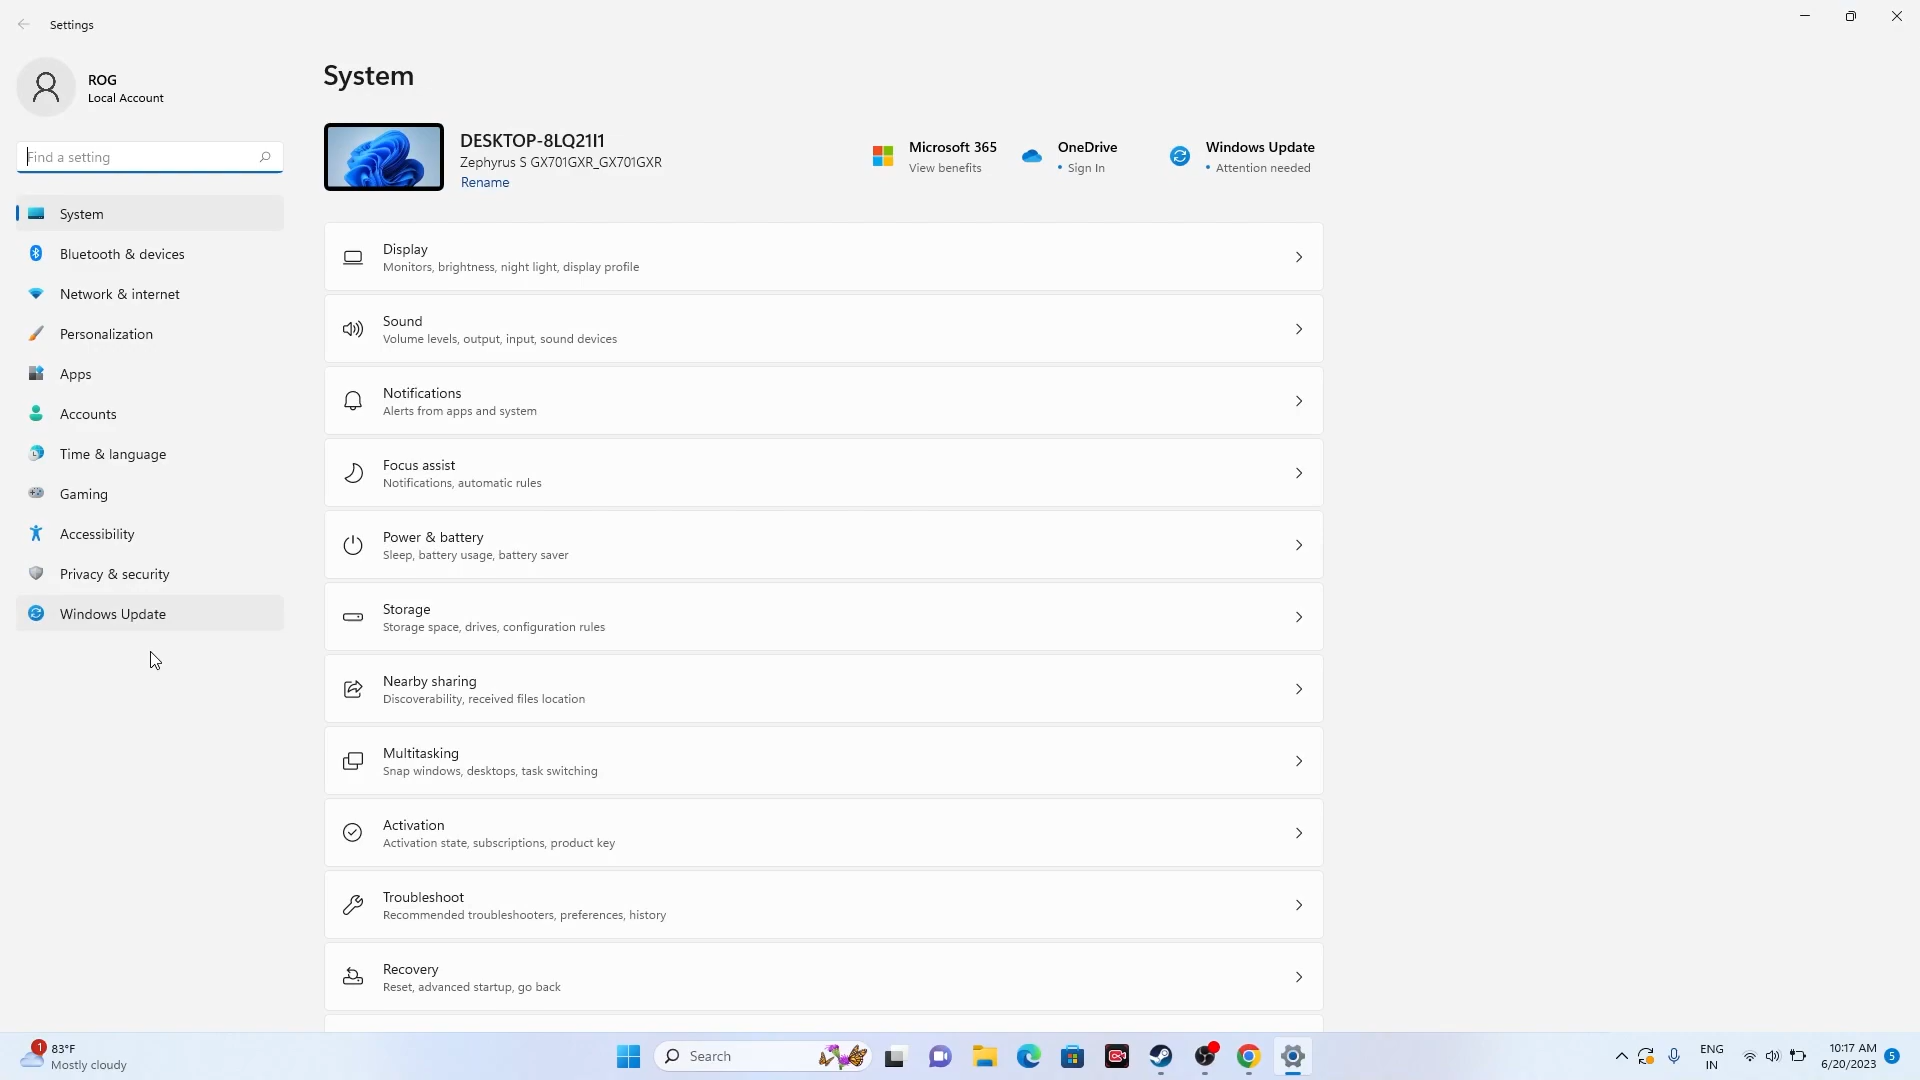 Settings
ROG
Local Account
Find a setting
System
Bluetooth & devices
Network & internet
Personalization
Apps
Accounts
Time & language
Gaming
Accessibility
Privacy & security
Windows Update
System
DESKTOP-8LQ21I1
Zephyrus S GX701GXR_GX701GXR
Rename
Microsoft 365
View benefits
OneDrive
• Sign In
Windows Update
• Attention needed
Display
Monitors, brightness, night light, display profile
Sound
Volume levels, output, input, sound devices
Notifications
Alerts from apps and system
Focus assist
Notifications, automatic rules
Power & battery
Sleep, battery usage, battery saver
Storage
Storage space, drives, configuration rules
Nearby sharing
Discoverability, received files location
Multitasking
Snap windows, desktops, task switching
Activation
Activation state, subscriptions, product key
Troubleshoot
Recommended troubleshooters, preferences, history
Recovery
Reset, advanced startup, go back
1
83°F
Mostly cloudy
Search
ENG
IN
10:17 AM
6/20/2023
5